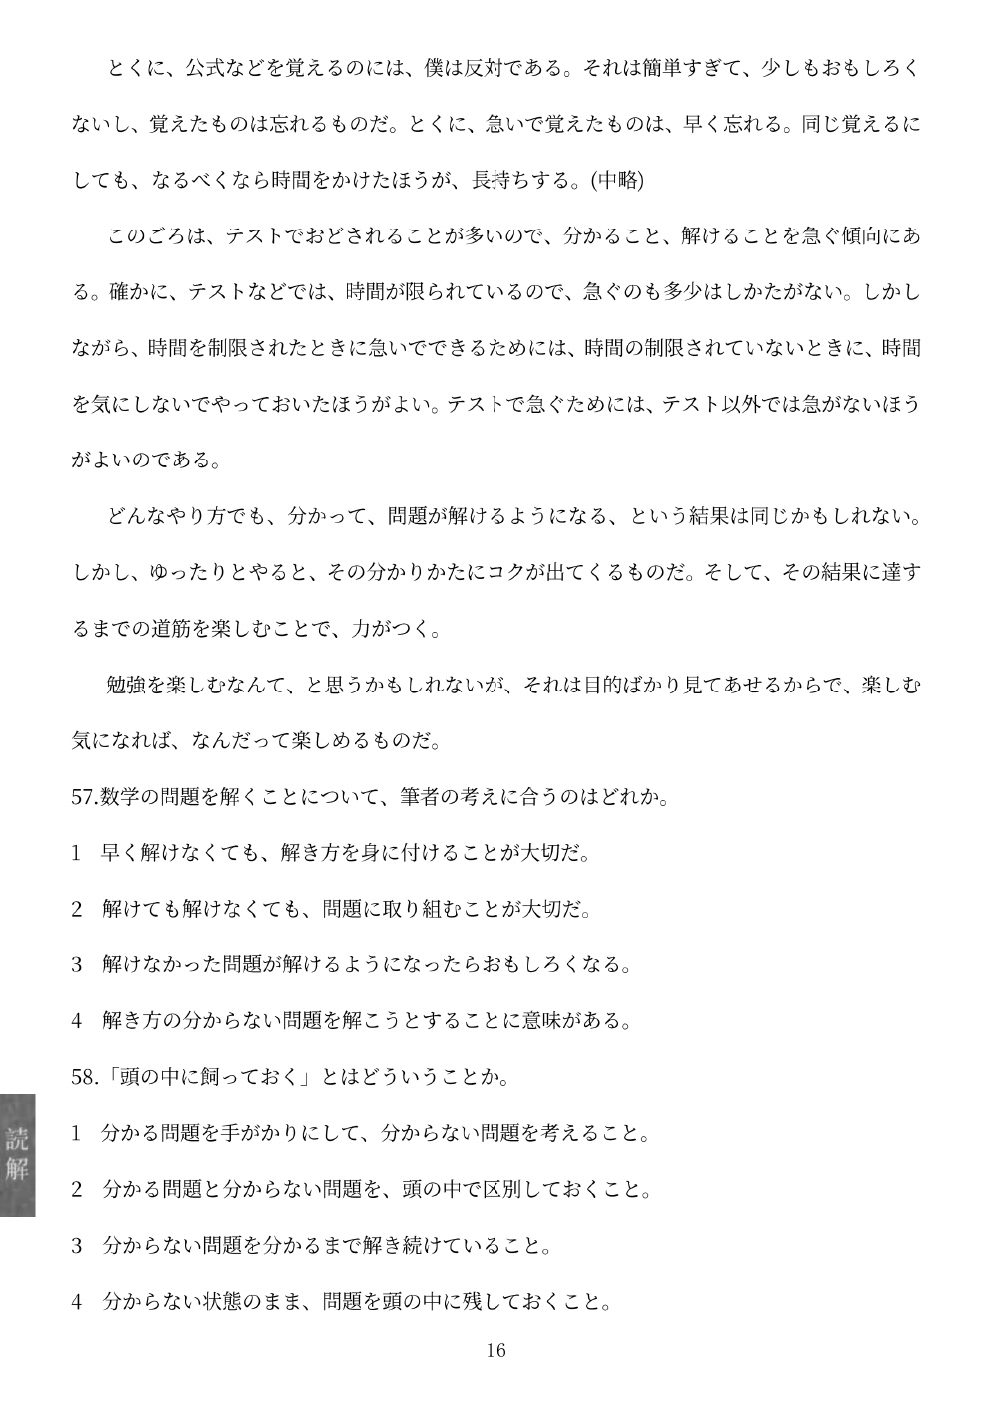 とくに、公式などを覚えるのには、僕は反対である。それは簡単すぎて、少しもおもしろく
ないし、覚えたものは忘れるものだ。とくに、急いで覚えたものは、早く忘れる。同じ覚えるに
しても、なるべくなら時間をかけたほうが、長持ちする。(中略)
このごろは、テストでおどされることが多いので、分かること、解けることを急ぐ傾向にあ
る。確かに、テストなどでは、時間が限られているので、急ぐのも多少はしかたがない。しかし
ながら、時間を制限されたときに急いでできるためには、時間の制限されていないときに、時間
を気にしないでやっておいたほうがよい。テストで急ぐためには、テスト以外では急がないほう
がよいのである。
どんなやり方でも、分かって、問題が解けるようになる、という結果は同じかもしれない。
しかし、ゆったりとやると、その分かりかたにコクが出てくるものだ。そして、その結果に達す
るまでの道筋を楽しむことで、力がつく。
勉強を楽しむなんて、と思うかもしれないが、それは目的ばかり見てあせるからで、楽しむ
気になれば、なんだって楽しめるものだ。
57.数学の問題を解くことについて、筆者の考えに合うのはどれか。
1 早く解けなくても、解き方を身に付けることが大切だ。
2 解けても解けなくても、問題に取り組むことが大切だ。
3 解けなかった問題が解けるようになったらおもしろくなる。
4 解き方の分からない問題を解こうとすることに意味がある。
58.「頭の中に飼っておく」とはどういうことか。
1 分かる問題を手がかりにして、分からない問題を考えること。
2 分かる問題と分からない問題を、頭の中で区別しておくこと。
3 分からない問題を分かるまで解き続けていること。
4 分からない状態のまま、問題を頭の中に残しておくこと。
読解
16